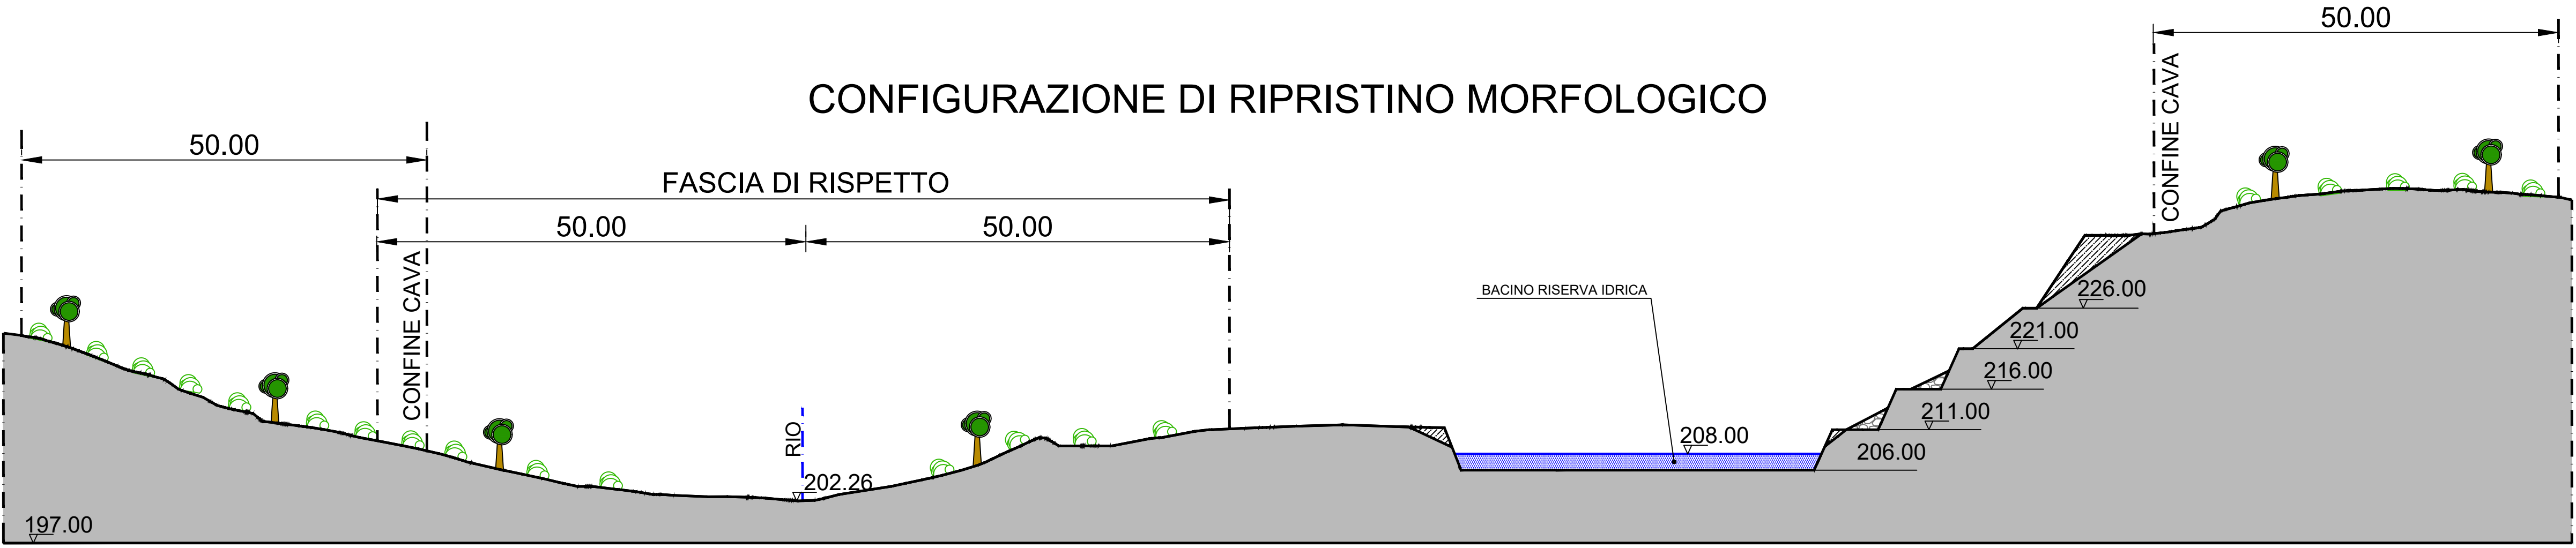 50.00
CONFINE CAVA
CONFIGURAZIONE DI RIPRISTINO MORFOLOGICO
50.00
FASCIA DI RISPETTO
50.00
50.00
CONFINE CAVA
BACINO RISERVA IDRICA
226.00
221.00
216.00
211.00
208.00
206.00
RIO
202.26
197.00